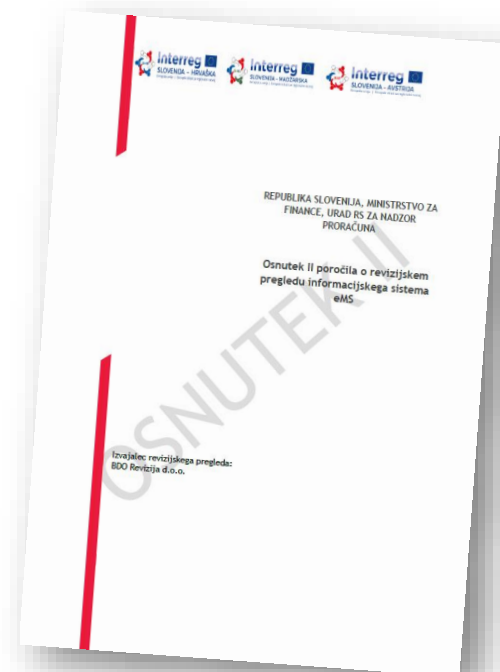 Interreg
SLOVENIJA - HRVAŠKA
Interreg
SLOVENIJA - MADŽARSKA
Interreg
SLOVENIJA - AVSTRIJA
REPUBLIKA SLOVENIJA, MINISTRSTVO ZA
FINANCE, URAD RS ZA NADZOR
PRORAČUNA
Osnutek II poročila o revizijskem
pregledu informacijskega sistema
eMS
OSNUTEK II
Izvajalec revizijskega pregleda:
BDO Revizija d.o.o.